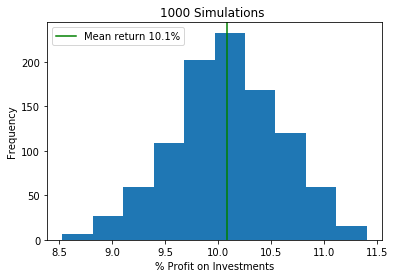 1000 Simulations
Mean return 10.1%
Frequency
200
150
100
50
0
8.5 9.0 9.5 10.0 10.5 11.0 11.5
% Profit on Investments